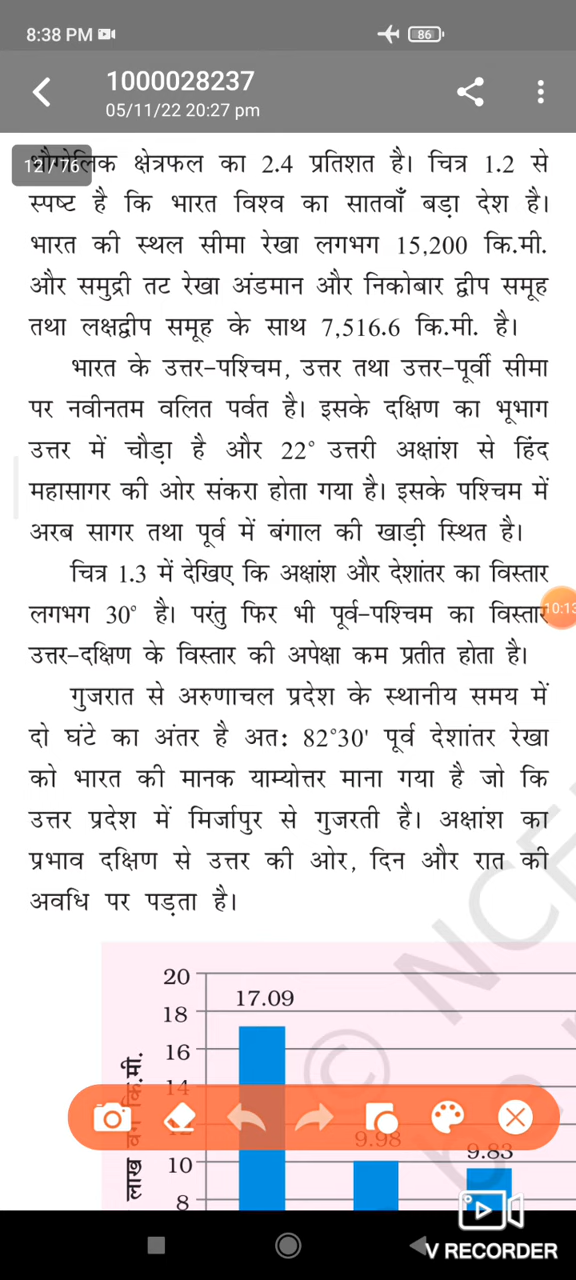 8:38 PM
86
1000028237
05/11/22 20:27 pm
12 / 76
भौगोलिक क्षेत्रफल का 2.4 प्रतिशत है। चित्र 1.2 से
स्पष्ट है कि भारत विश्व का सातवाँ बड़ा देश है।
भारत की स्थल सीमा रेखा लगभग 15,200 कि.मी.
और समुद्री तट रेखा अंडमान और निकोबार द्वीप समूह
तथा लक्षद्वीप समूह के साथ 7,516.6 कि.मी. है।
भारत के उत्तर-पश्चिम, उत्तर तथा उत्तर-पूर्वी सीमा
पर नवीनतम वलित पर्वत है। इसके दक्षिण का भूभाग
उत्तर में चौड़ा है और 22° उत्तरी अक्षांश से हिंद
महासागर की ओर संकरा होता गया है। इसके पश्चिम में
अरब सागर तथा पूर्व में बंगाल की खाड़ी स्थित है।
चित्र 1.3 में देखिए कि अक्षांश और देशांतर का विस्तार
लगभग 30° है। परंतु फिर भी पूर्व-पश्चिम का विस्तार
10:13
उत्तर-दक्षिण के विस्तार की अपेक्षा कम प्रतीत होता है।
गुजरात से अरुणाचल प्रदेश के स्थानीय समय में
दो घंटे का अंतर है अत: 82°30' पूर्व देशांतर रेखा
को भारत की मानक याम्योत्तर माना गया है जो कि
उत्तर प्रदेश में मिर्जापुर से गुजरती है। अक्षांश का
प्रभाव दक्षिण से उत्तर की ओर, दिन और रात की
अवधि पर पड़ता है।
© NCE
20
17.09
18
16
14
12
9.98
9.83
10
8
लाख वर्ग कि.मी.
V RECORDER